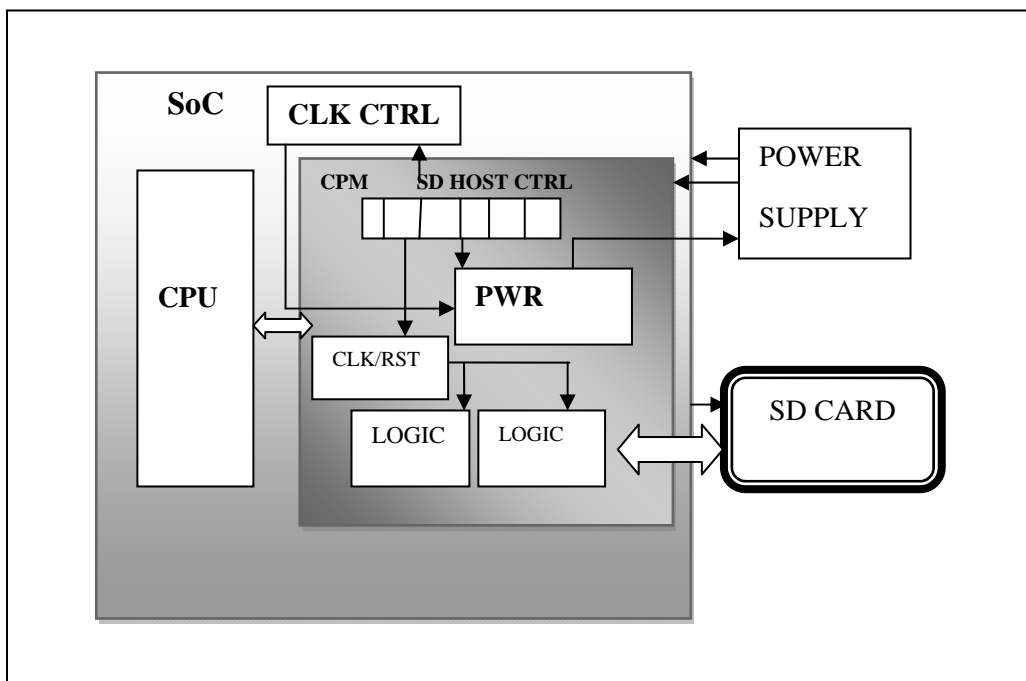 SoC
CLK CTRL
CPM SD HOST CTRL
CPU
PWR
CLK/RST
LOGIC
LOGIC
POWER
SUPPLY
SD CARD